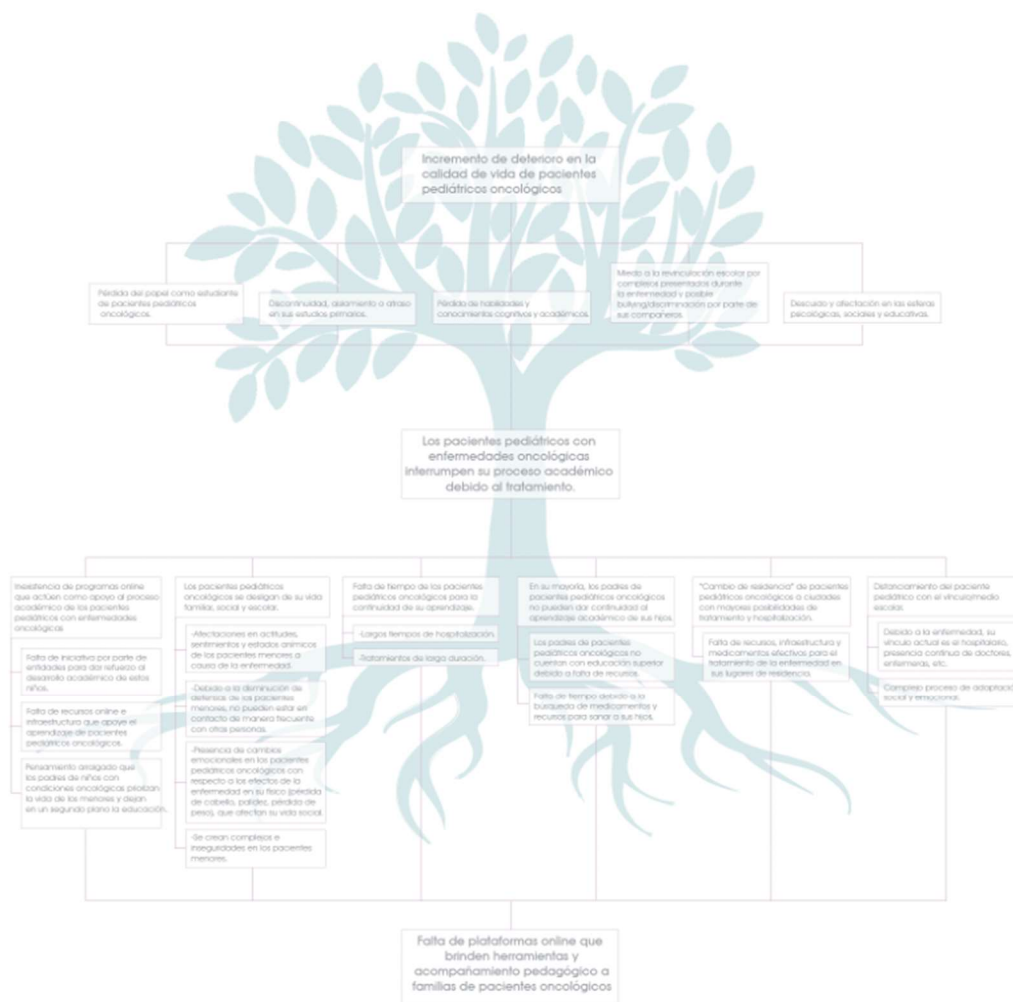 Incremento de deterioro en la
calidad de vida de pacientes
pediátricos oncológicos
Pérdida del papel como estudiante
de pacientes pediátricos
oncológicos.
Discontinuidad, aislamiento o atraso
en sus estudios primarios.
Pérdida de habilidades y
conocimientos cognitivos y académicos.
Miedo a la revinculación escolar por
complejos presentados durante
la enfermedad y posible
bullying/discriminación por parte de
sus compañeros.
Descuido y afectación en las esferas
psicológicas, sociales y educativas.
Los pacientes pediátricos con
enfermedades oncológicas
interrumpen su proceso académico
debido al tratamiento.
Inexistencia de programas online
que actúen como apoyo al proceso
académico de los pacientes
pediátricos con enfermedades
oncológicas
Falta de iniciativa por parte de
entidades para dar refuerzo al
desarrollo académico de estos
niños.
Falta de recursos online e
infraestructura que apoye el
aprendizaje de pacientes
pediátricos oncológicos.
Pensamiento arraigado que
los padres de niños con
condiciones oncológicas priorizan
la vida de los menores y dejan
en un segundo plano la educación.
Los pacientes pediátricos
oncológicos se desligan de su vida
familiar, social y escolar.
-Afectaciones en actitudes,
sentimientos y estados anímicos
de los pacientes menores a
causa de la enfermedad.
-Debido a la disminución de
defensas de los pacientes
menores, no pueden estar en
contacto de manera frecuente
con otras personas.
-Presencia de cambios
emocionales en los pacientes
pediátricos oncológicos con
respecto a los efectos de la
enfermedad en su físico (pérdida
de cabello, palidez, pérdida de
peso), que afectan su vida social.
-Se crean complejos e
inseguridades en los pacientes
menores.
Falta de tiempo de los pacientes
pediátricos oncológicos para la
continuidad de su aprendizaje.
-Largos tiempos de hospitalización.
-Tratamientos de larga duración.
En su mayoría, los padres de
pacientes pediátricos oncológicos
no pueden dar continuidad al
aprendizaje académico de sus hijos.
Los padres de pacientes
pediátricos oncológicos no
cuentan con educación superior
debido a falta de recursos.
Falta de tiempo debido a la
búsqueda de medicamentos y
recursos para sanar a sus hijos.
"Cambio de residencia" de pacientes
pediátricos oncológicos a ciudades
con mayores posibilidades de
tratamiento y hospitalización.
Falta de recursos, infraestructura y
medicamentos efectivos para el
tratamiento de la enfermedad en
sus lugares de residencia.
Distanciamiento del paciente
pediátrico con el vínculo/medio
escolar.
Debido a la enfermedad, su
vínculo actual es el hospitalario,
presencia continua de doctores,
enfermeras, etc.
Complejo proceso de adaptació
social y emocional.
Falta de plataformas online que
brinden herramientas y
acompañamiento pedagógico a
familias de pacientes oncológicos